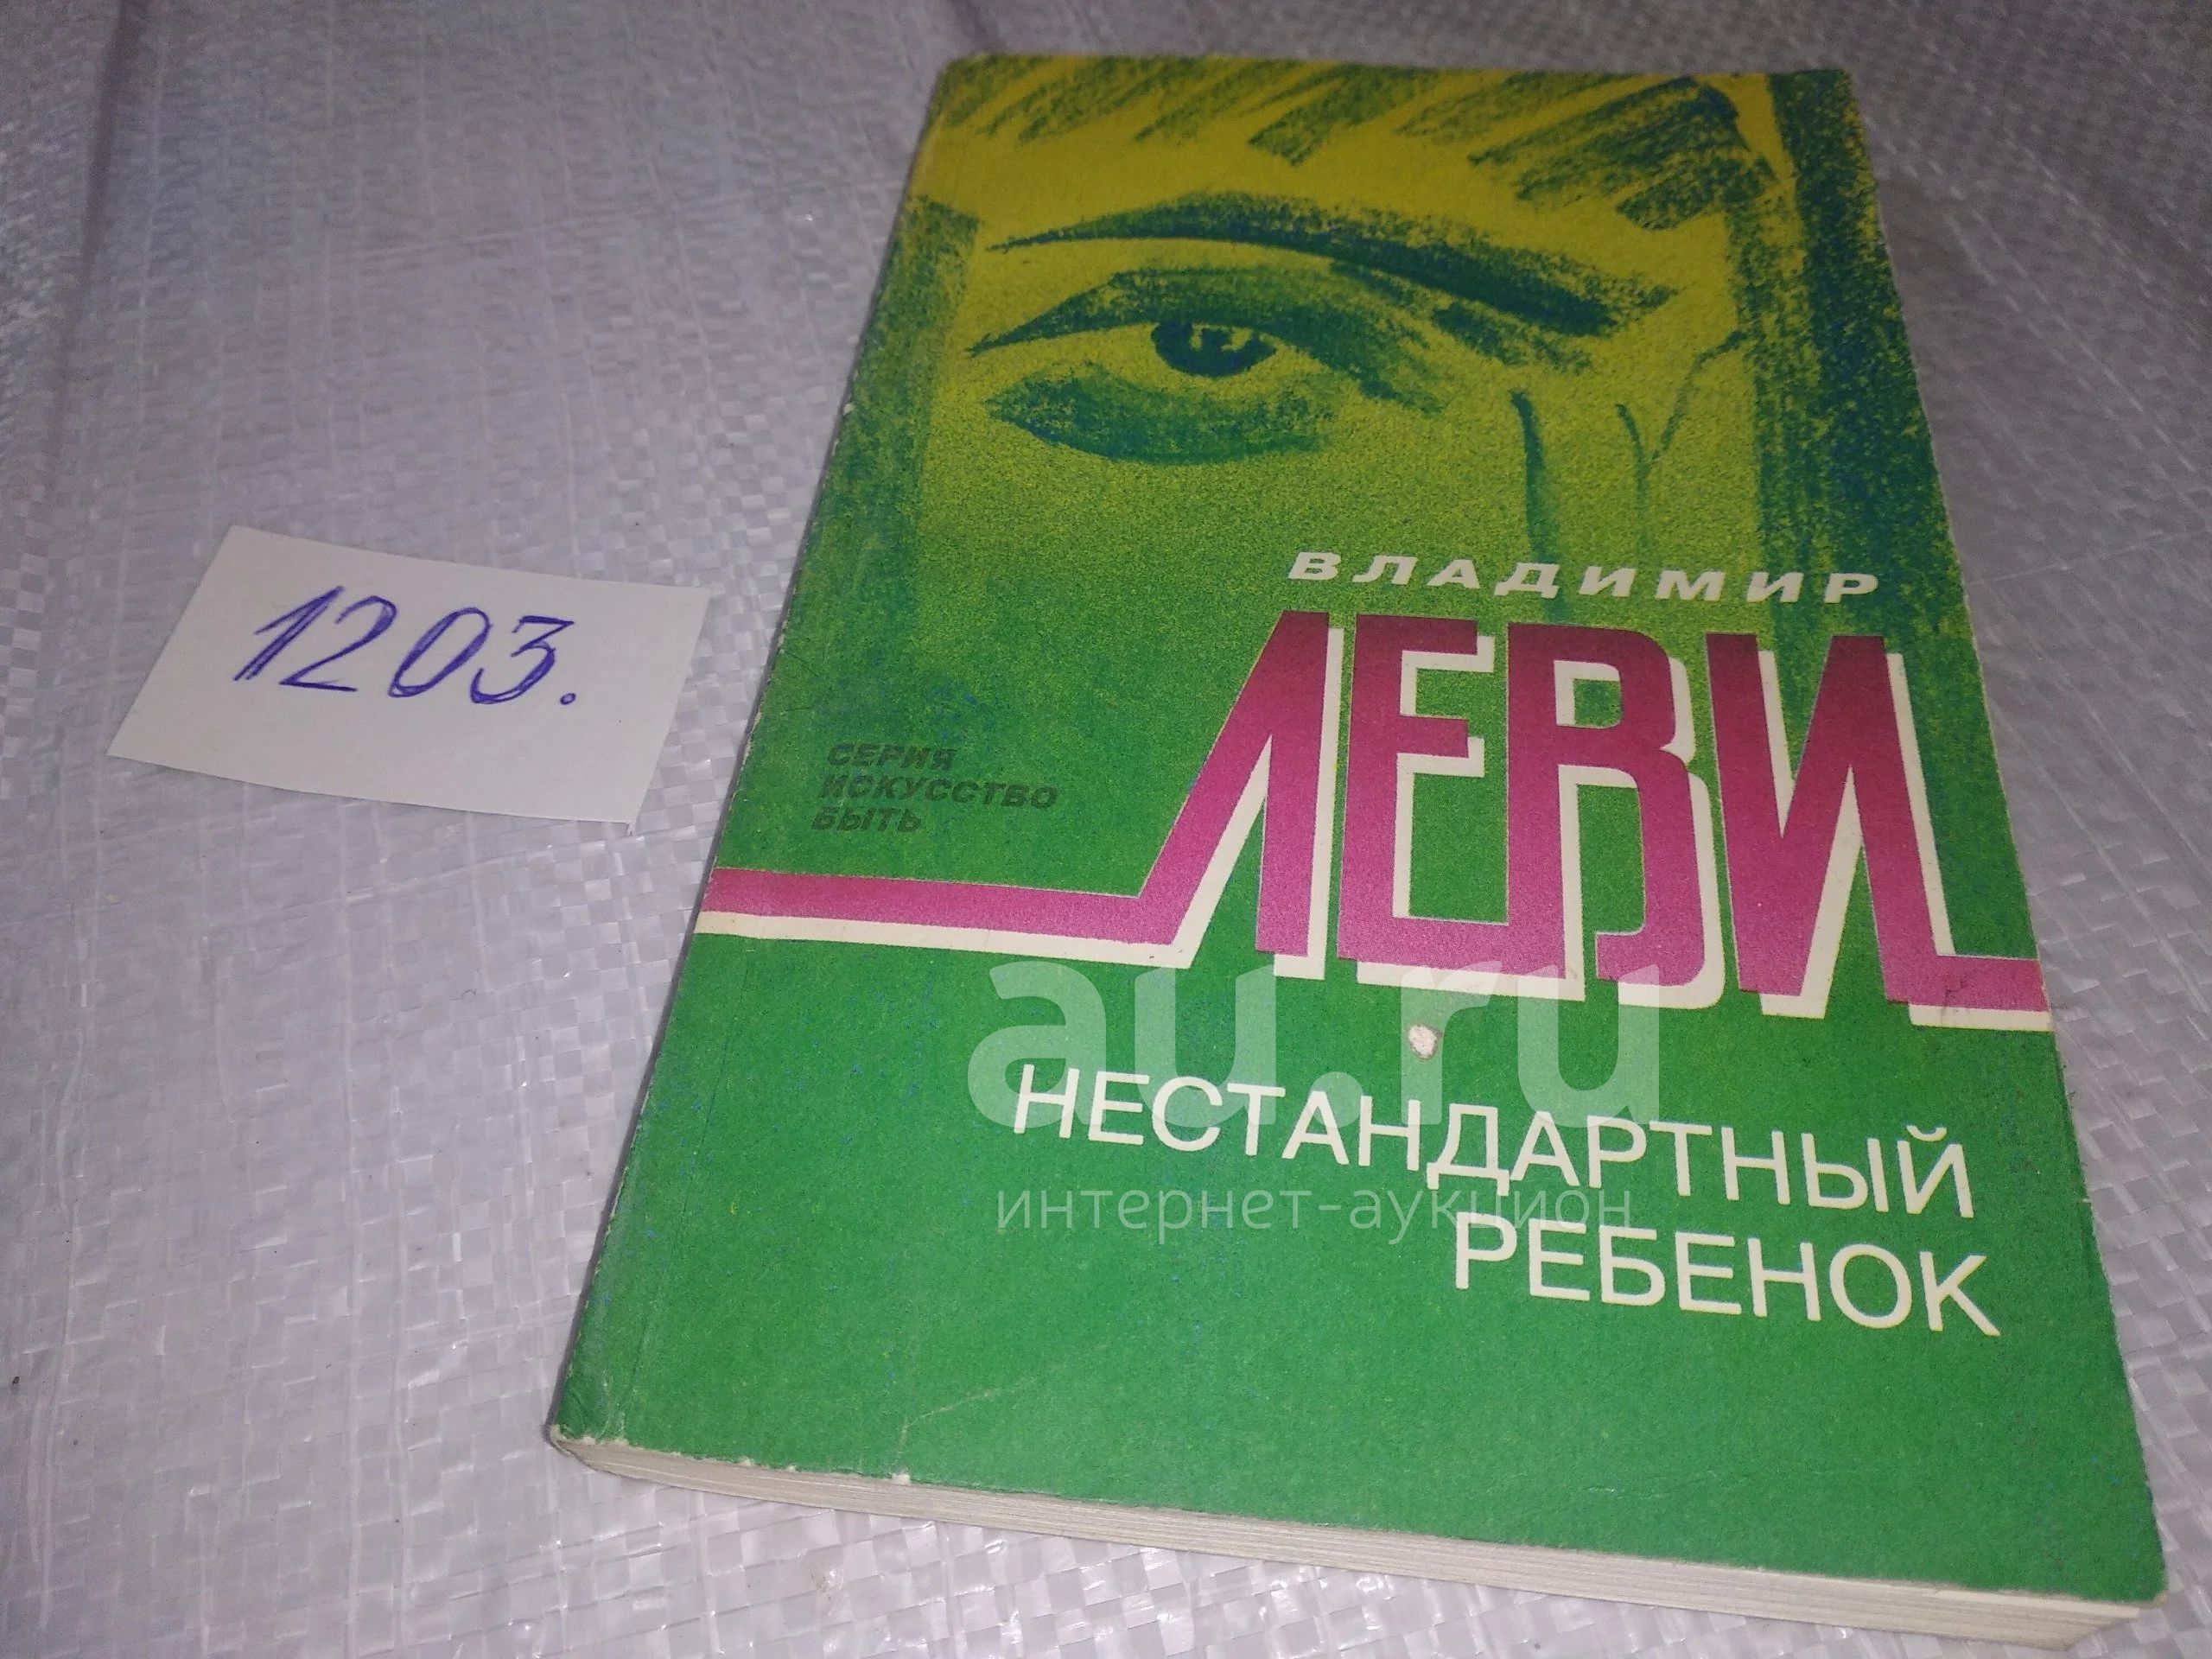 1203.
ВЛАДИМИР
ЛЕВИ
СЕРИЯ
ИСКУССТВО
БЫТЬ
au.ru
НЕСТАНДАРТНЫЙ
интернет-аукцион
РЕБЕНОК